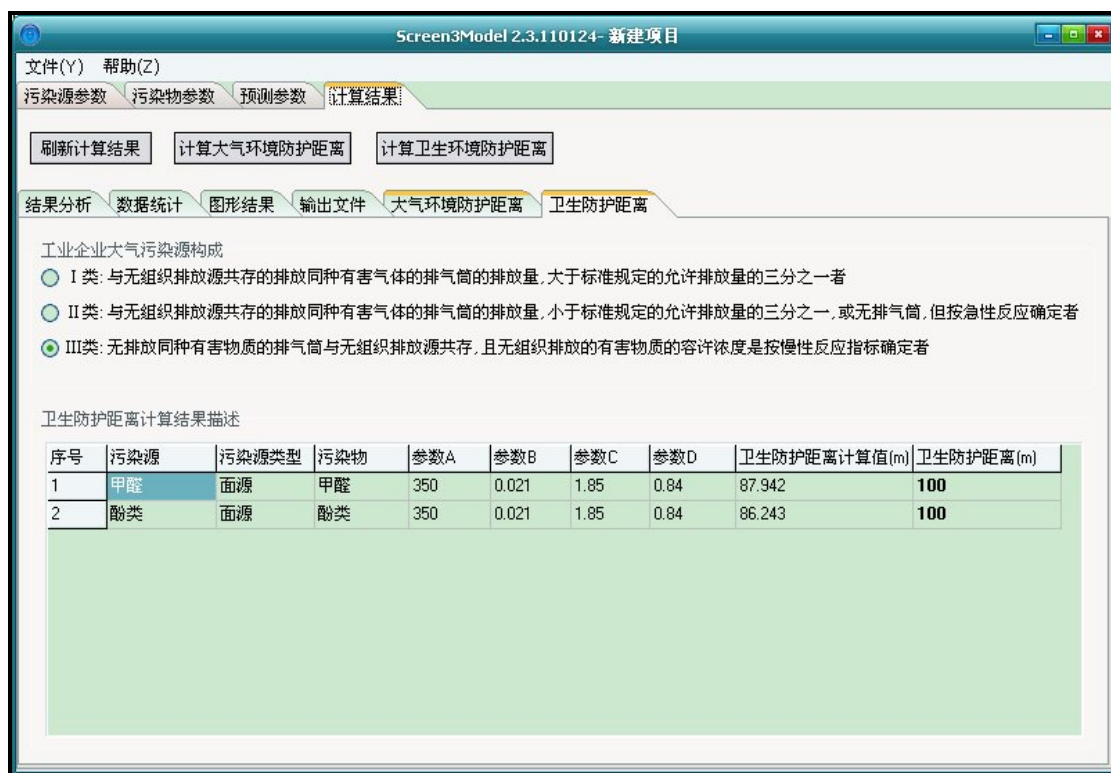 Screen3Model 2.3.110124- 新建项目
文件(Y) 帮助(Z)
污染源参数 污染物参数 预测参数 计算结果
刷新计算结果 计算大气环境防护距离 计算卫生环境防护距离
结果分析 数据统计 图形结果 输出文件 大气环境防护距离 卫生防护距离
工业企业大气污染源构成
I 类: 与无组织排放源共存的排放同种有害气体的排气筒的排放量,大于标准规定的允许排放量的三分之一者
II类: 与无组织排放源共存的排放同种有害气体的排气筒的排放量,小于标准规定的允许排放量的三分之一,或无排气筒,但按急性反应确定者
III类: 无排放同种有害物质的排气筒与无组织排放源共存,且无组织排放的有害物质的容许浓度是按慢性反应指标确定者
卫生防护距离计算结果描述
序号 污染源 污染源类型 污染物 参数A 参数B 参数C 参数D 卫生防护距离计算值(m) 卫生防护距离(m)
1 甲醛 面源 甲醛 350 0.021 1.85 0.84 87.942 100
2 酚类 面源 酚类 350 0.021 1.85 0.84 86.243 100